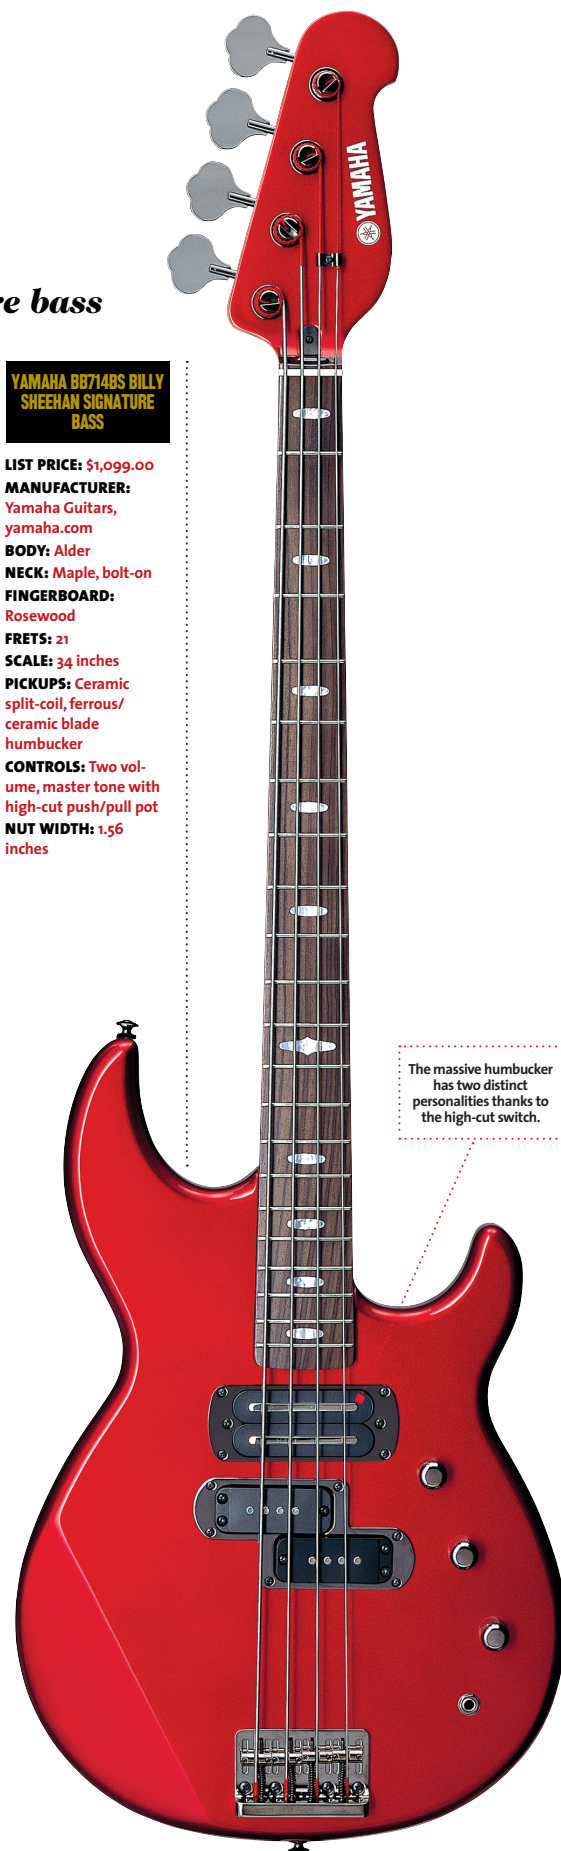 YAMAHA
re bass
YAMAHA BB714BS BILLY
SHEEHAN SIGNATURE
BASS
LIST PRICE: $1,099.00
MANUFACTURER:
Yamaha Guitars,
yamaha.com
BODY: Alder
NECK: Maple, bolt-on
FINGERBOARD:
Rosewood
FRETS: 21
SCALE: 34 inches
PICKUPS: Ceramic
split-coil, ferrous/
ceramic blade
humbucker
CONTROLS: Two vol-
ume, master tone with
high-cut push/pull pot
NUT WIDTH: 1.56
inches
The massive humbucker
has two distinct
personalities thanks to
the high-cut switch.